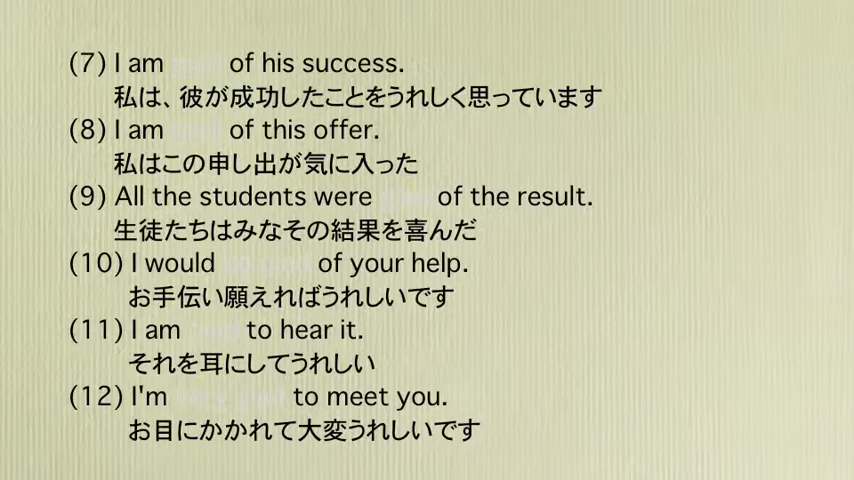 (7) I am of his success.
私は、彼が成功したことをうれしく思っています
(8) I am of this offer.
私はこの申し出が気に入った
(9) All the students were of the result.
生徒たちはみなその結果を喜んだ
(10) I would of your help.
お手伝い願えればうれしいです
(11) I am to hear it.
それを耳にしてうれしい
(12) I'm to meet you.
お目にかかれて大変うれしいです